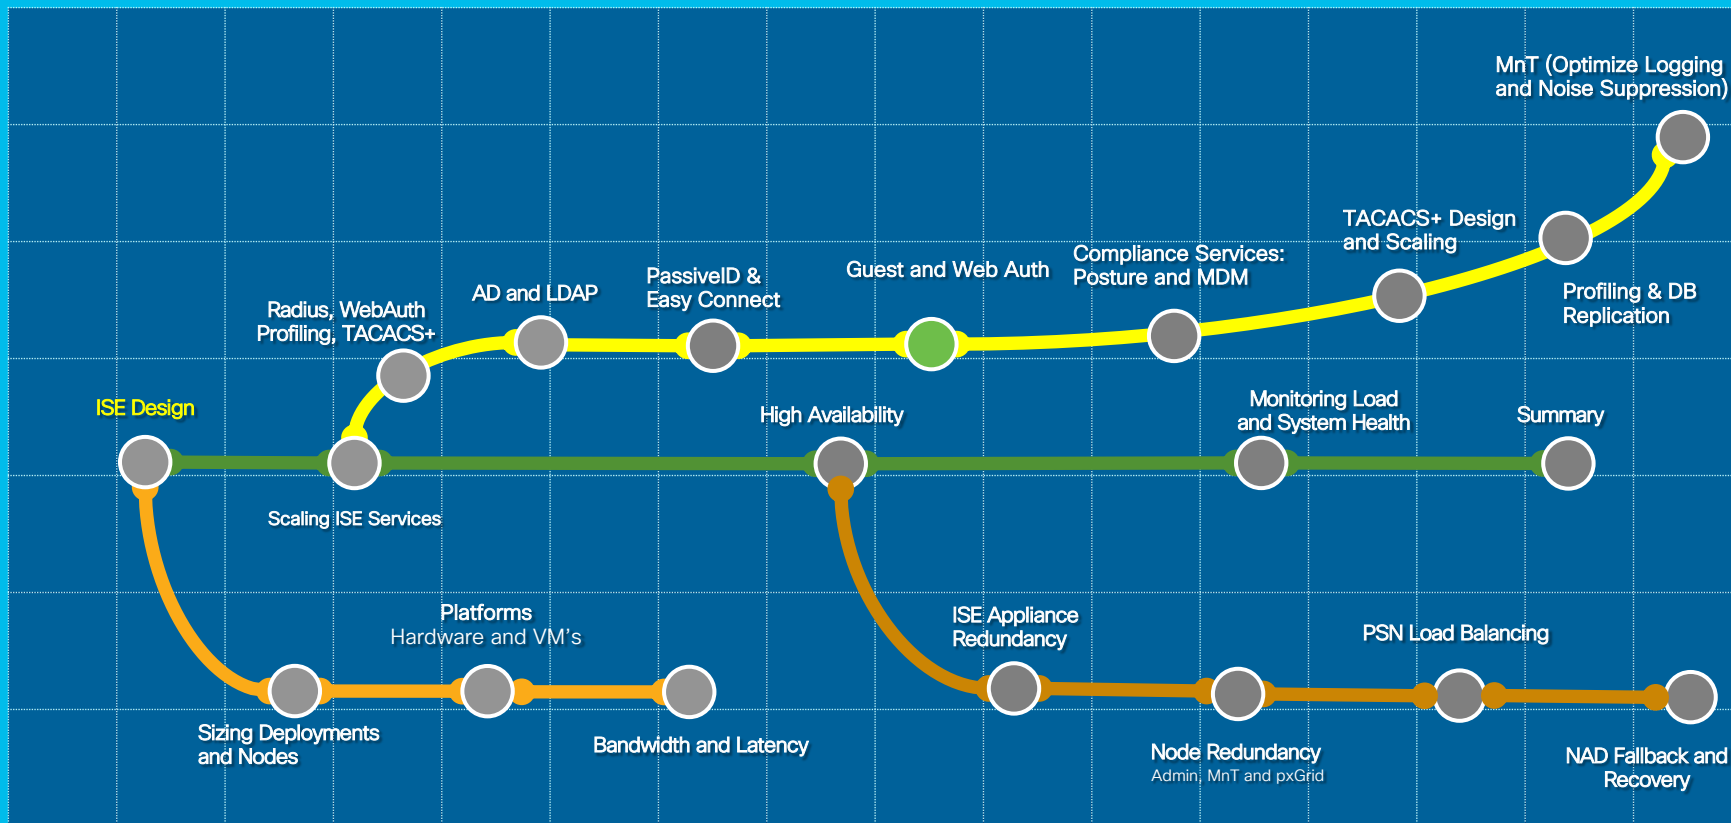 MnT (Optimize Logging
and Noise Suppression)
TACACS+ Design
and Scaling
Compliance Services:
Posture and MDM
Guest and Web Auth
PassiveID &
Easy Connect
AD and LDAP
Radius, WebAuth
Profiling, TACACS+
Profiling & DB
Replication
ISE Design
High Availability
Monitoring Load
and System Health
Summary
Scaling ISE Services
Platforms
Hardware and VM's
ISE Appliance
Redundancy
PSN Load Balancing
Sizing Deployments
and Nodes
Bandwidth and Latency
Node Redundancy
Admin, MnT and pxGrid
NAD Fallback and
Recovery